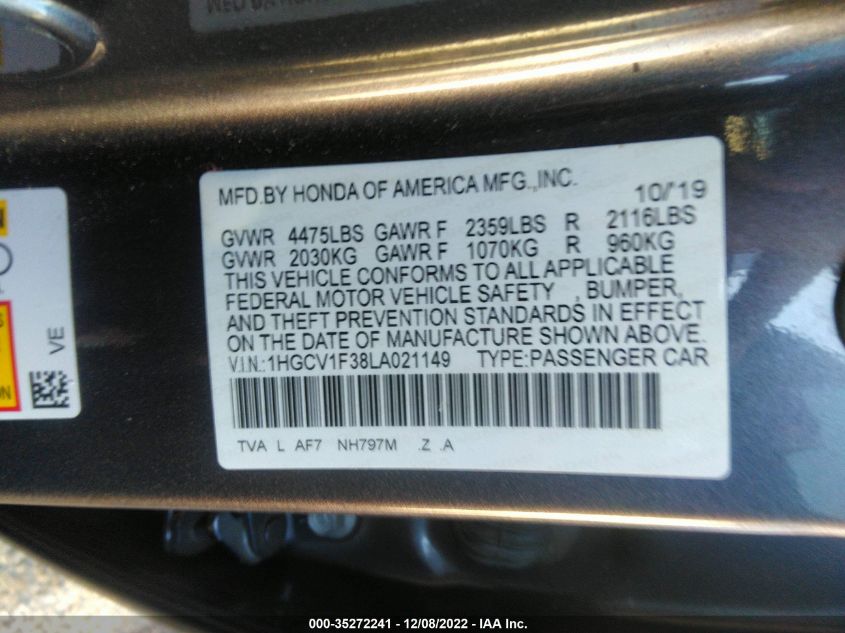 MFD.BY HONDA OF AMERICA MFG.,INC. 10/19
GVWR 4475LBS GAWR F 2359LBS R 2116LBS
GVWR 2030KG GAWR F 1070KG R 960KG
THIS VEHICLE CONFORMS TO ALL APPLICABLE
FEDERAL MOTOR VEHICLE SAFETY , BUMPER,
AND THEFT PREVENTION STANDARDS IN EFFECT
ON THE DATE OF MANUFACTURE SHOWN ABOVE.
V.I.N.:1HGCV1F38LA021149 TYPE:PASSENGER CAR
TVA L AF7 NH797M .Z .A
VE
000-35272241 - 12/08/2022 - IAA Inc.